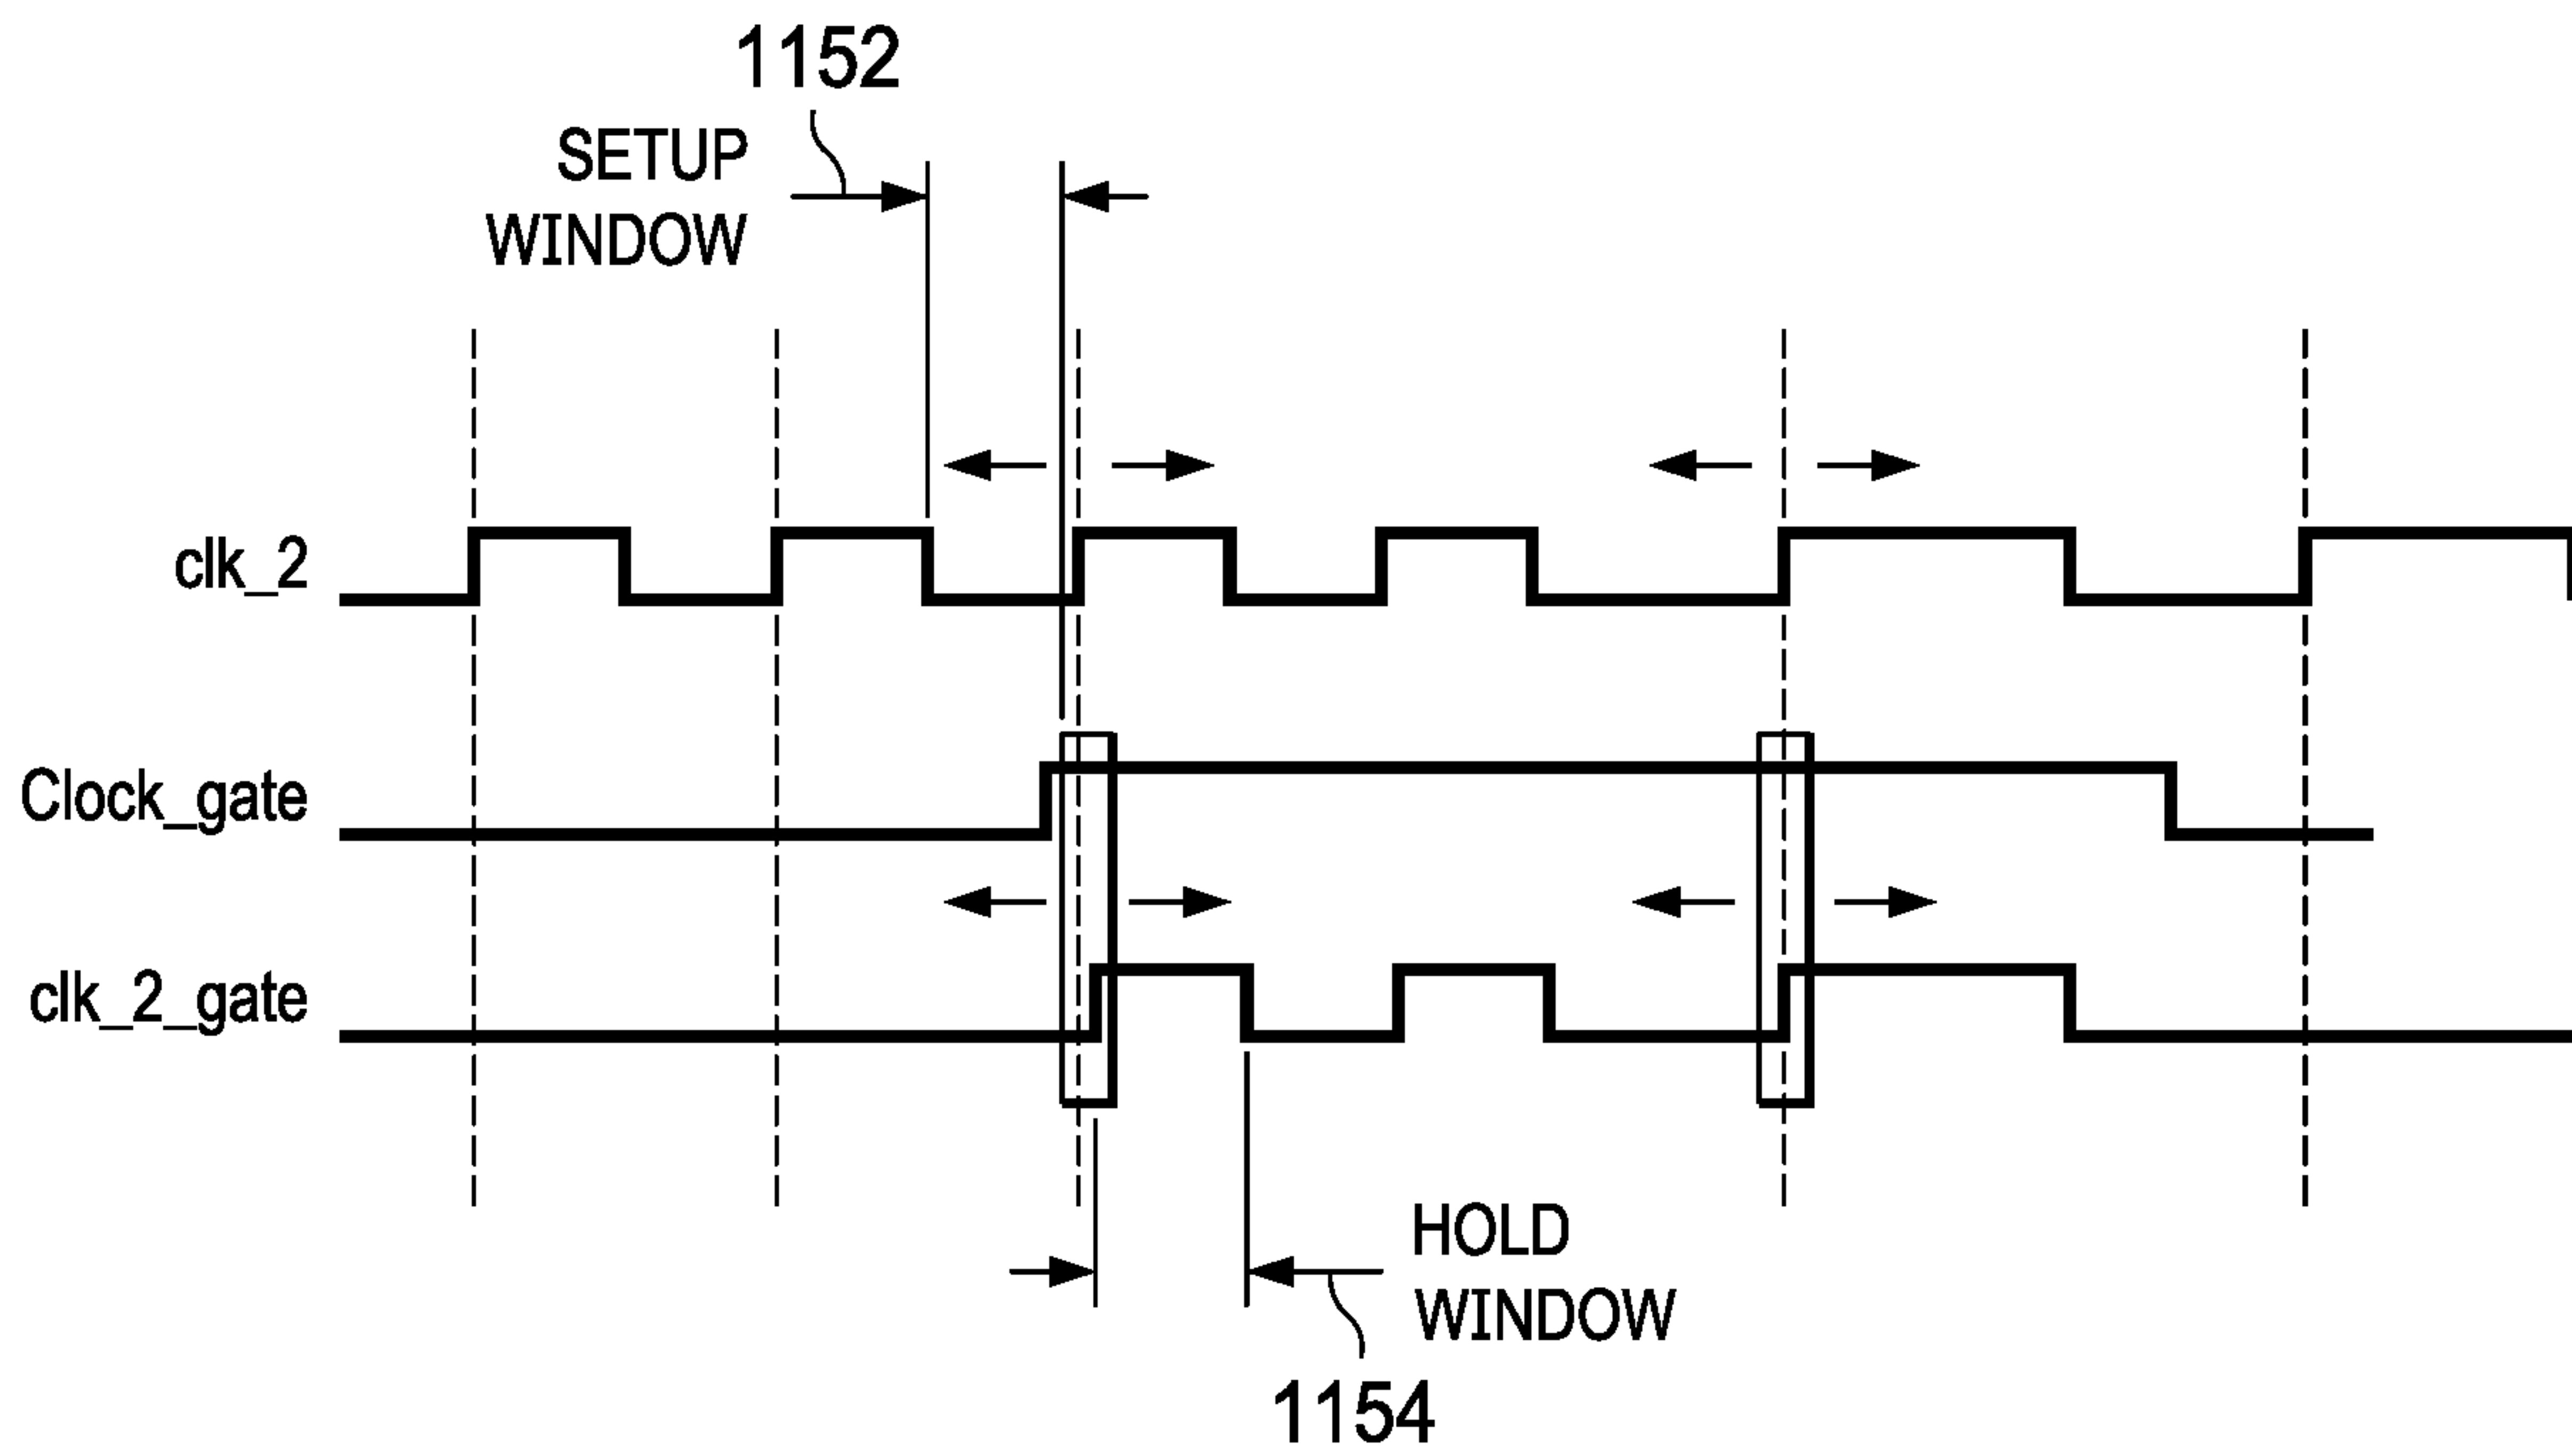 1152
SETUP
WINDOW
clk_2
Clock_gate
clk_2_gate
HOLD
WINDOW
1154